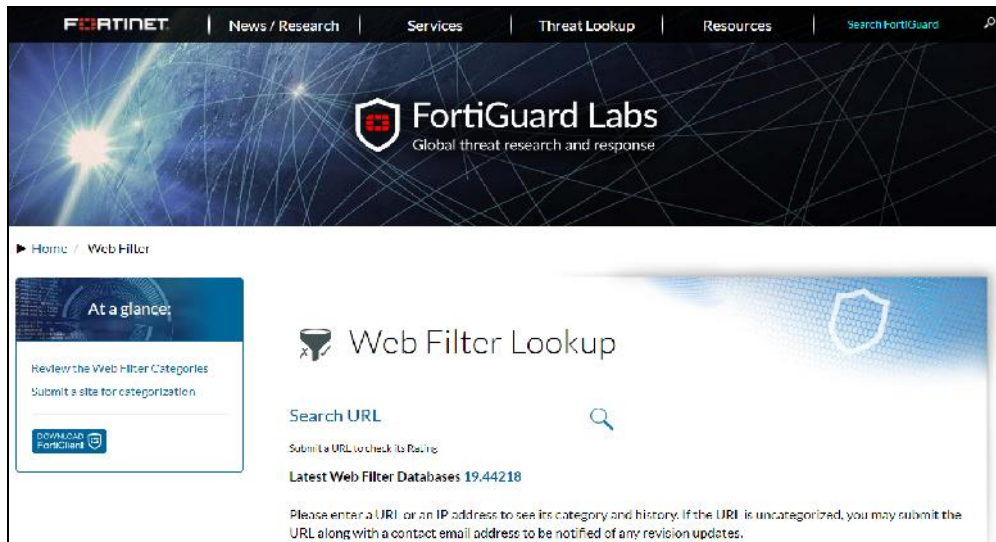 FORTINET
News / Research
Services
Threat Lookup
Resources
Search FortiGuard
FortiGuard Labs
Global threat research and response
Home / Web Filter
At a glance:
Review the Web Filter Categories
Submit a site for categorization
DOWNLOAD
FortiClient
Web Filter Lookup
Search URL
Submit a URL to check its Rating
Latest Web Filter Databases 19.44218
Please enter a URL or an IP address to see its category and history. If the URL is uncategorized, you may submit the
URL along with a contact email address to be notified of any revision updates.